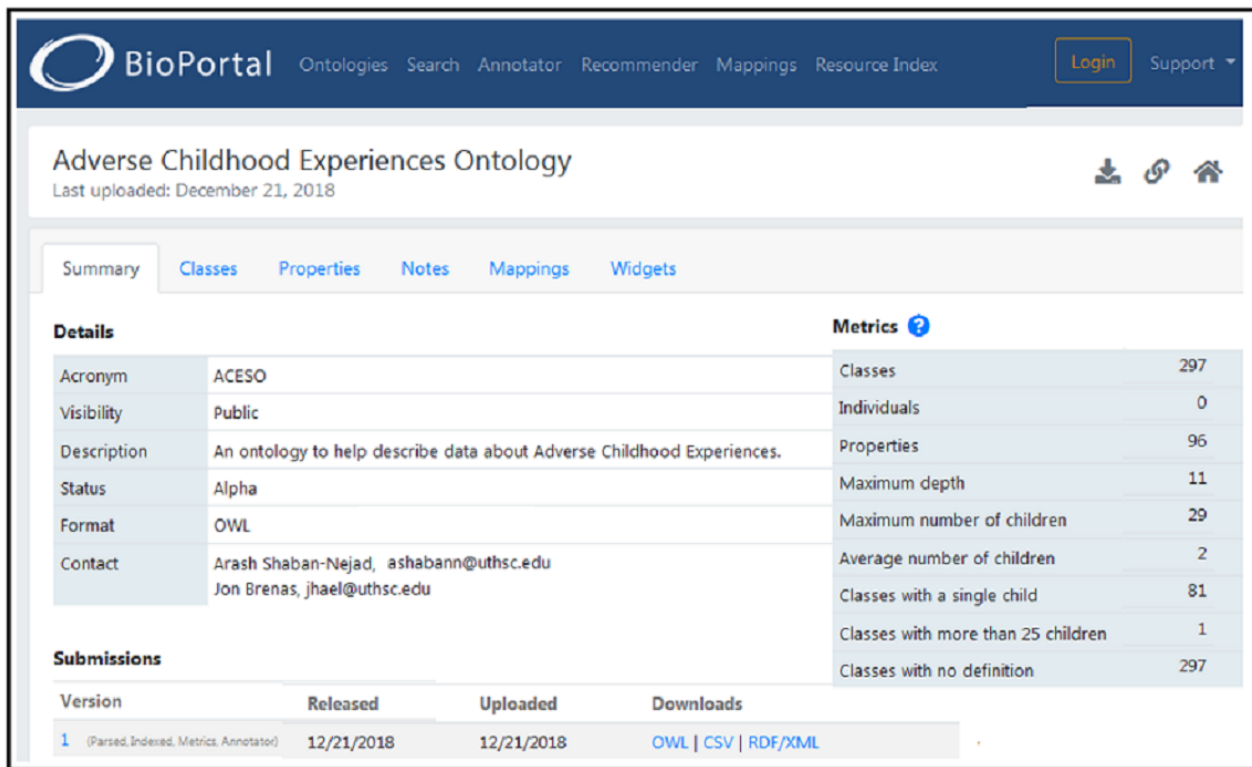 BioPortal Ontologies Search Annotator Recommender Mappings Resource Index Login Support
Adverse Childhood Experiences Ontology
Last uploaded: December 21, 2018
Summary Classes Properties Notes Mappings Widgets
Details
Acronym ACESO
Visibility Public
Description An ontology to help describe data about Adverse Childhood Experiences.
Status Alpha
Format OWL
Contact Arash Shaban-Nejad, ashabann@uthsc.edu
Jon Brenas, jhael@uthsc.edu
Metrics ?
Classes 297
Individuals 0
Properties 96
Maximum depth 11
Maximum number of children 29
Average number of children 2
Classes with a single child 81
Classes with more than 25 children 1
Classes with no definition 297
Submissions
Version Released Uploaded Downloads
1 (Parsed, Indexed, Metrics, Annotator) 12/21/2018 12/21/2018 OWL | CSV | RDF/XML